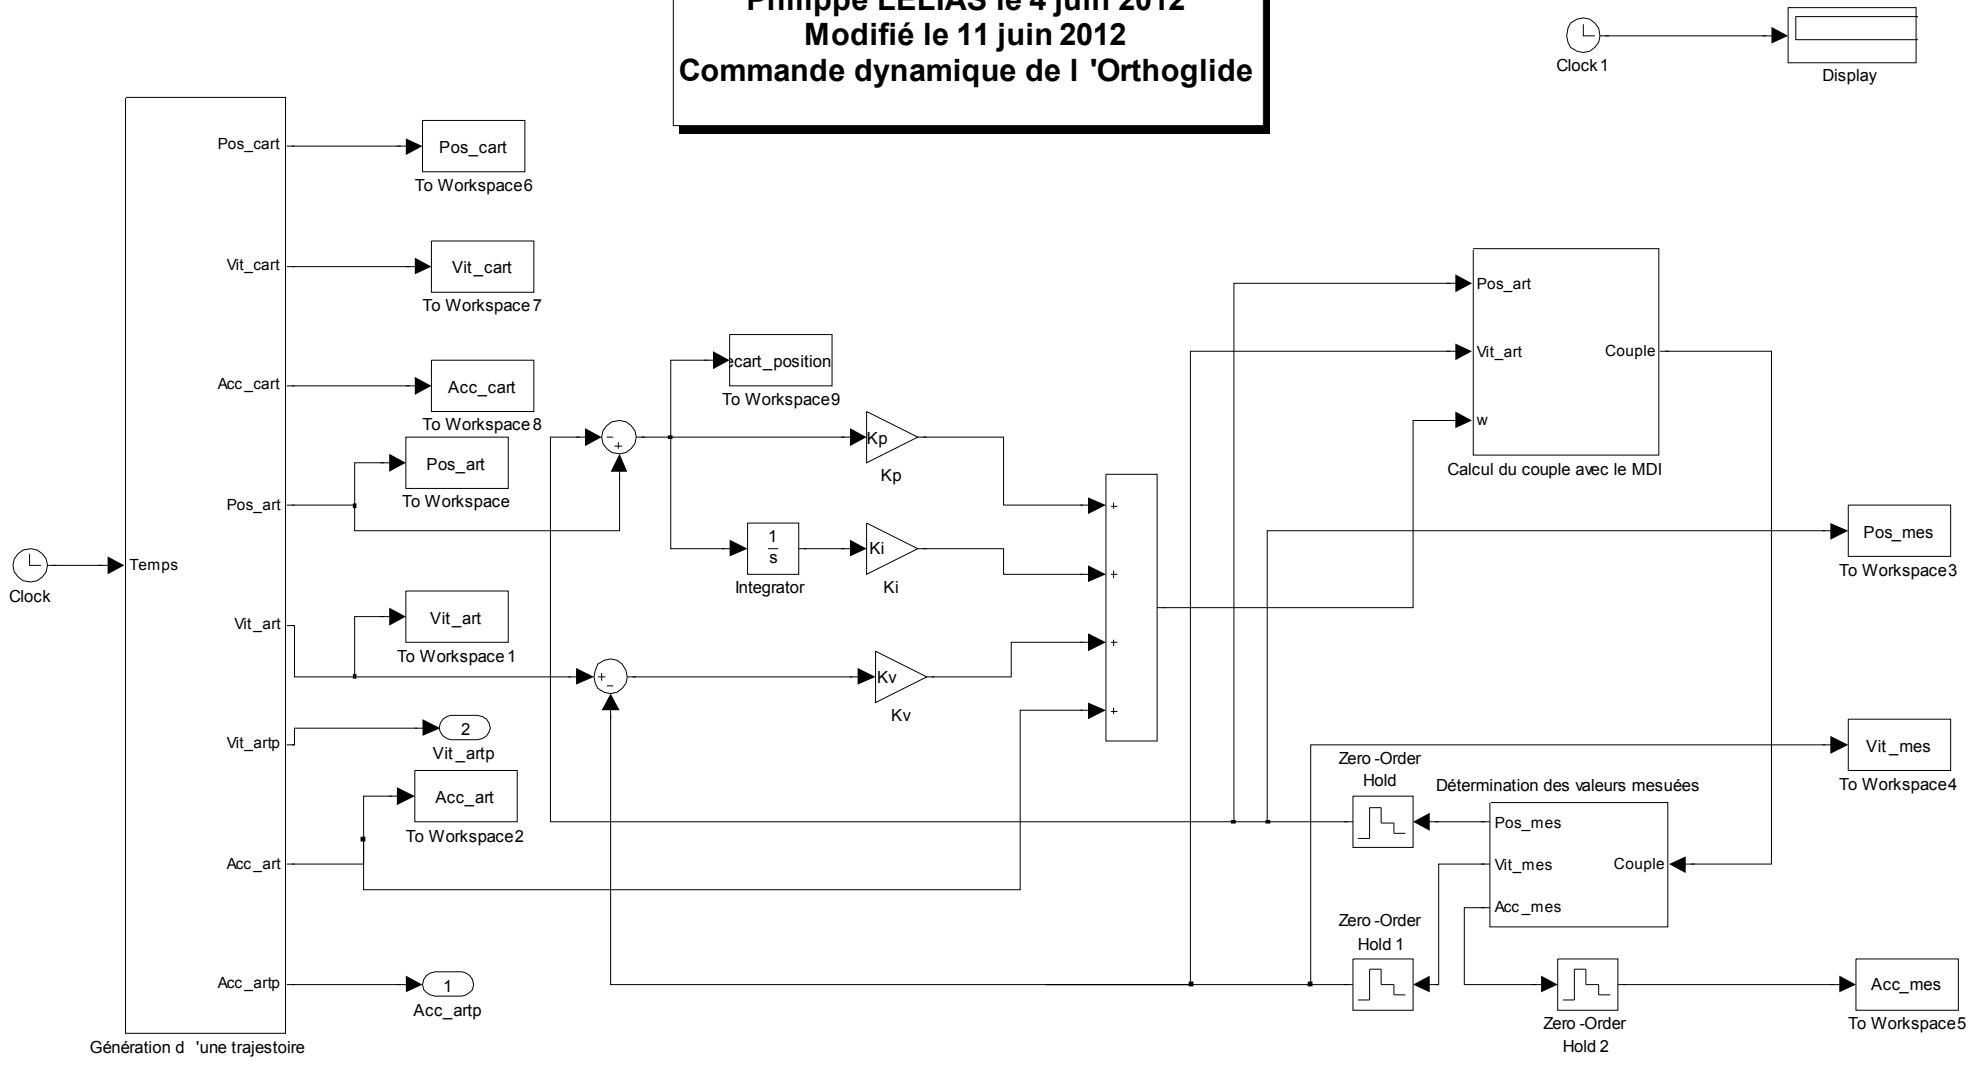 Philippe LELIAS le 4 juin 2012
Modifié le 11 juin 2012
Commande dynamique de l 'Orthoglide
Clock 1
Display
Pos_cart
Pos_cart
To Workspace6
Vit_cart
Vit_cart
To Workspace 7
Acc_cart
Acc_cart
To Workspace 8
Pos_art
Pos_art
To Workspace
Temps
Clock
Vit_art
Vit_art
To Workspace 1
Vit_artp
2
Vit_artp
Acc_art
Acc_art
To Workspace2
Acc_artp
1
Acc_artp
Génération d 'une trajestoire
ecart_position
To Workspace9
-
+
Kp
Kp
1
s
Integrator
Ki
Ki
+
-
Kv
Kv
+
+
+
+
Pos_art
Vit_art
w
Couple
Calcul du couple avec le MDI
Pos_mes
To Workspace3
Vit_mes
To Workspace4
Zero -Order
Hold
Détermination des valeurs mesuées
Pos_mes
Vit_mes
Acc_mes
Couple
Zero -Order
Hold 1
Zero -Order
Hold 2
Acc_mes
To Workspace5